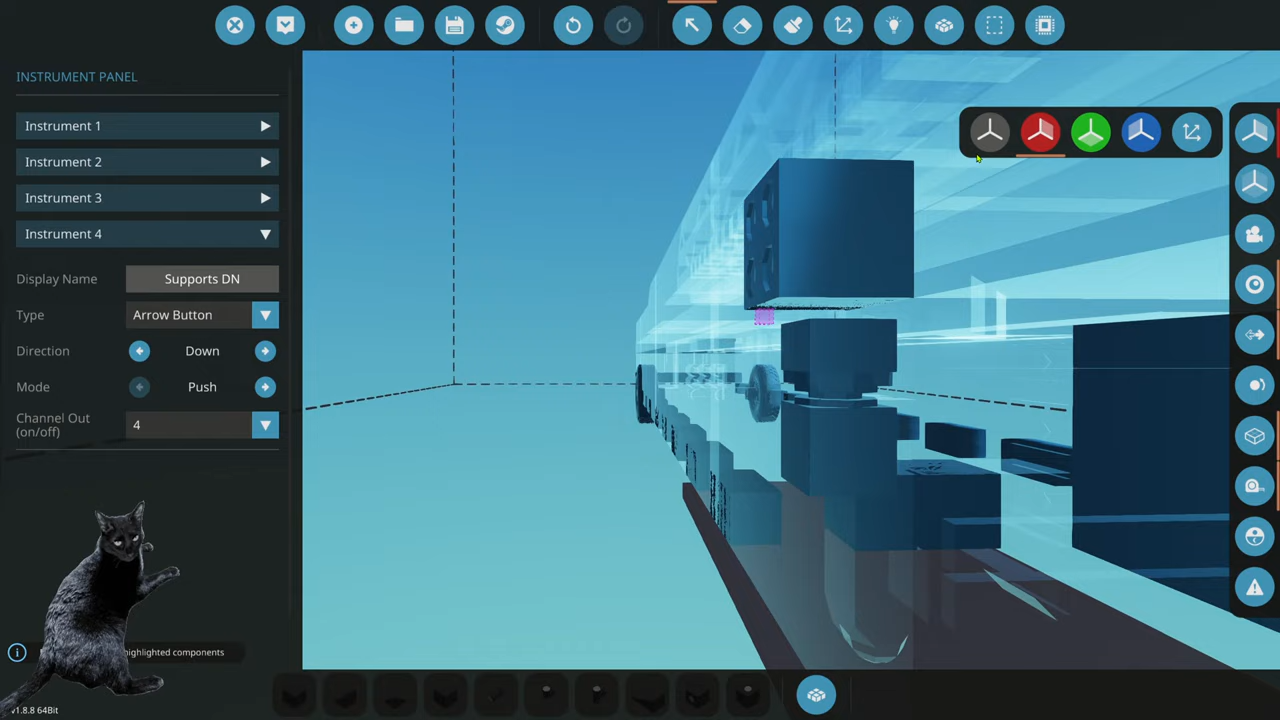 INSTRUMENT PANEL
Instrument 1
Instrument 2
Instrument 3
Instrument 4
Display Name Supports DN
Type Arrow Button
Direction Down
Mode Push
Channel Out
(on/off) 4
highlighted components
v1.8.8 64Bit